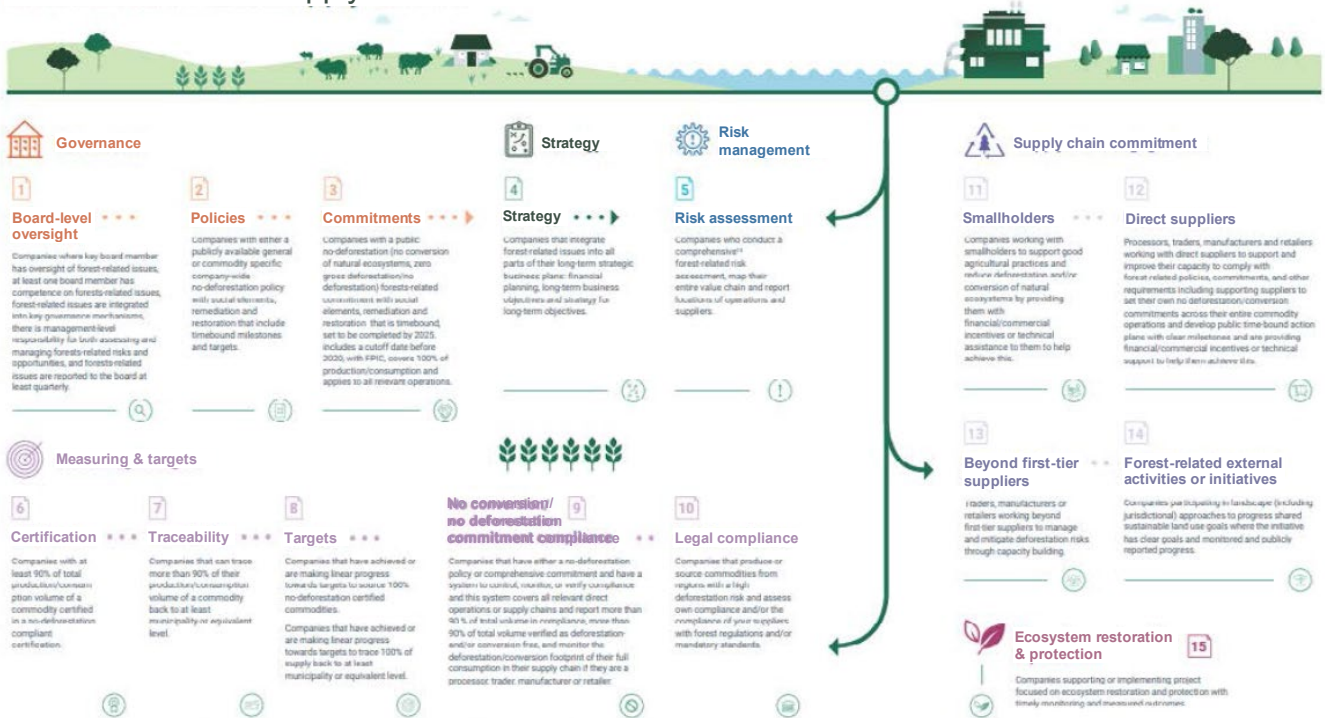 Governance
1
Board-level
oversight
Companies where key board member
has oversight of forest-related issues,
at least one board member has
competence on forests-related issues,
forest-related issues are integrated
into key governance mechanisms,
there is management-level
responsibility for both assessing and
managing forests-related risks and
opportunities, and forests-related
issues are reported to the board at
least quarterly.
2
Policies
Companies with either a
publicly available general
or commodity specific
company-wide
no-deforestation policy
with social elements,
remediation and
restoration that include
timebound milestones
and targets.
3
Commitments
Companies with a public
no-deforestation (no conversion
of natural ecosystems, zero
gross deforestation/no
deforestation) forests-related
commitment with social
elements, remediation and
restoration that is timebound,
set to be completed by 2025,
includes a cutoff date before
2020, with FPIC, covers 100% of
production/consumption and
applies to all relevant operations.
Strategy
4
Strategy
Companies that integrate
forest-related issues into all
parts of their long-term strategic
business plans: financial
planning, long-term business
objectives and strategy for
long-term objectives.
Risk
management
5
Risk assessment
Companies who conduct a
comprehensive
forest-related risk
assessment, map their
entire value chain and report
locations of operations and
suppliers.
Supply chain commitment
11
Smallholders
Companies working with
smallholders to support good
agricultural practices and
reduce deforestation and/or
conversion of natural
ecosystems by providing
them with
financial/commercial
incentives or technical
assistance to them to help
achieve this.
12
Direct suppliers
Processors, traders, manufacturers and retailers
working with direct suppliers to support and
improve their capacity to comply with
forest related policies, commitments, and other
requirements including supporting suppliers to
set their own no deforestation/conversion
commitments across their entire commodity
operations and develop public time-bound action
plans with clear milestones and are providing
financial/commercial incentives or technical
support to help them achieve this.
13
Beyond first-tier
suppliers
Traders, manufacturers or
retailers working beyond
first-tier suppliers to manage
and mitigate deforestation risks
through capacity building.
14
Forest-related external
activities or initiatives
Companies participating in landscape (including
jurisdictional) approaches to progress shared
sustainable land use goals where the initiative
has clear goals and monitored and publicly
reported progress.
Measuring & targets
6
Certification
Companies with at
least 90% of total
production/consum
ption volume of a
commodity certified
in a no-deforestation
compliant
certification.
7
Traceability
Companies that can trace
more than 90% of their
production/consumption
volume of a commodity
back to at least
municipality or equivalent
level.
8
Targets
Companies that have achieved or
are making linear progress
towards targets to source 100%
no-deforestation certified
commodities.
Companies that have achieved or
are making linear progress
towards targets to trace 100% of
supply back to at least
municipality or equivalent level.
No conversion/
no deforestation
commitment compliance
9
Companies that have either a no-deforestation
policy or comprehensive commitment and have a
system to control, monitor, or verify compliance
and this system covers all relevant direct
operations or supply chains and report more than
90 % of total volume in compliance, more than
90% of total volume verified as deforestation-
and/or conversion free, and monitor the
deforestation/conversion footprint of their full
consumption in their supply chain if they are a
processor, trader, manufacturer or retailer.
10
Legal compliance
Companies that produce or
source commodities from
regions with a high
deforestation risk and assess
own compliance and/or the
compliance of your suppliers
with forest regulations and/or
mandatory standards.
Ecosystem restoration
& protection
15
Companies supporting or implementing project
focused on ecosystem restoration and protection with
timely monitoring and measured outcomes.